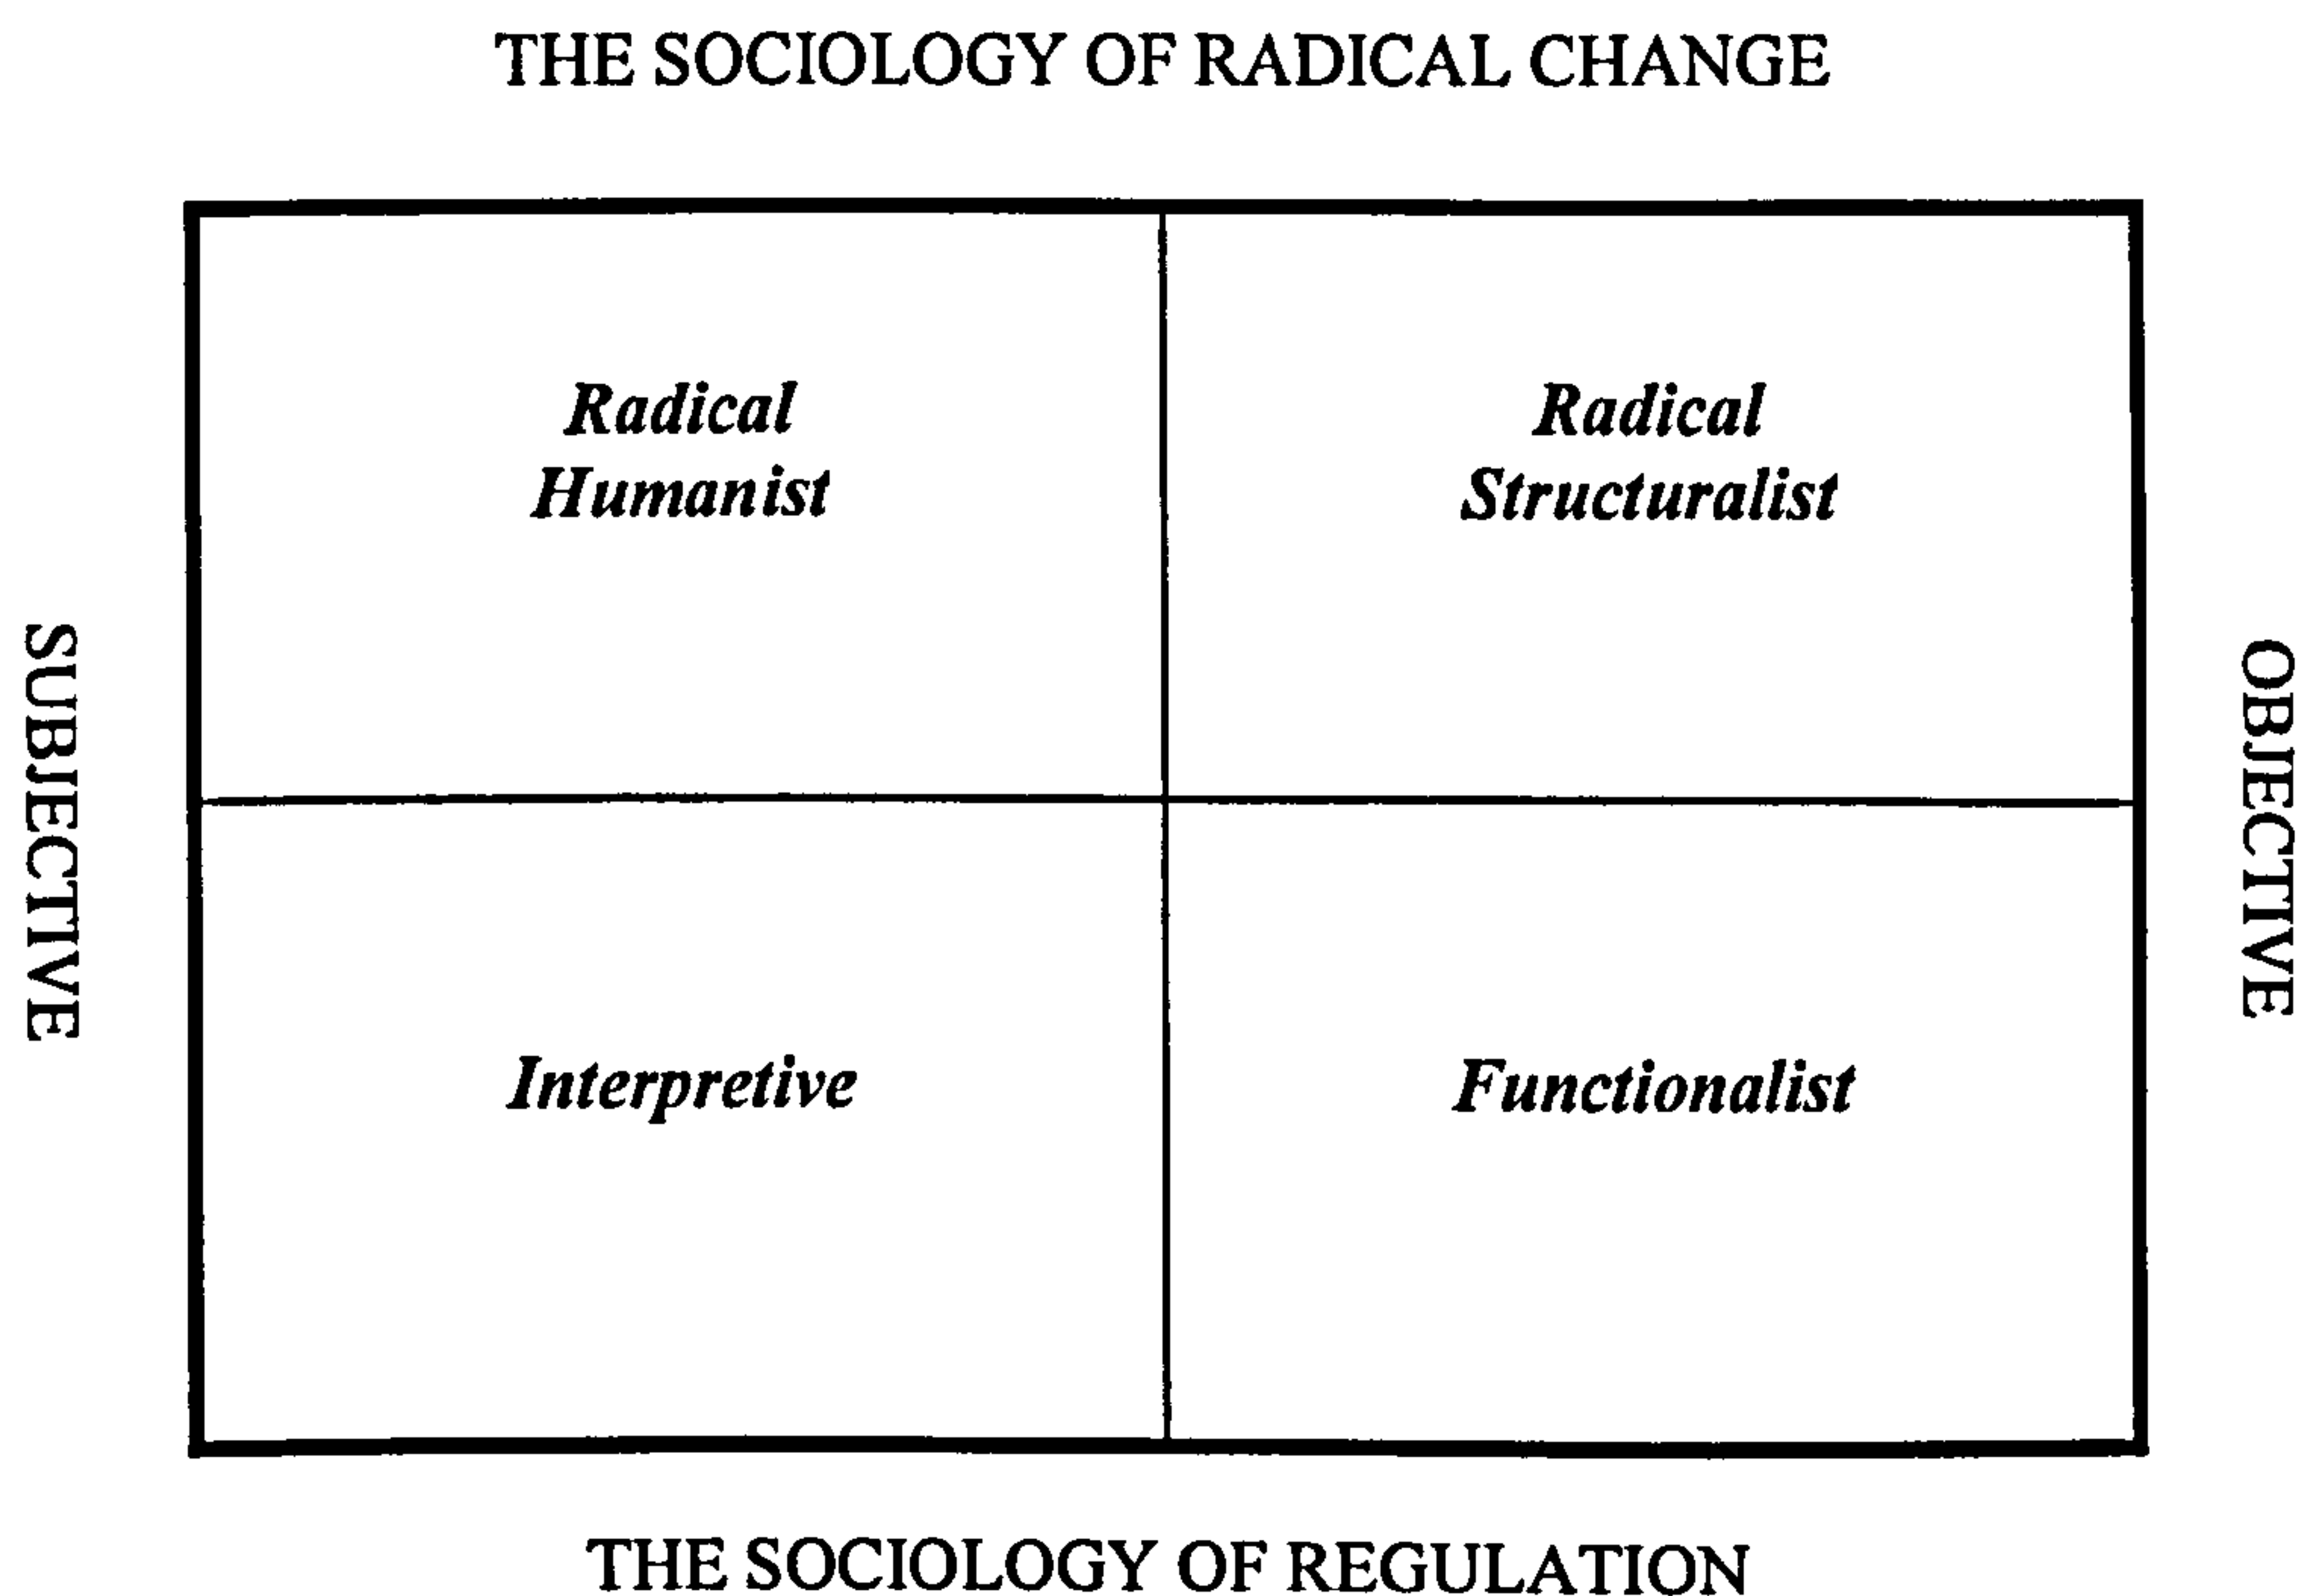 THE SOCIOLOGY OF RADICAL CHANGE
Radical
Humanist
Radical
Structuralist
SUBJECTIVE
OBJECTIVE
Interpretive
Functionalist
THE SOCIOLOGY OF REGULATION